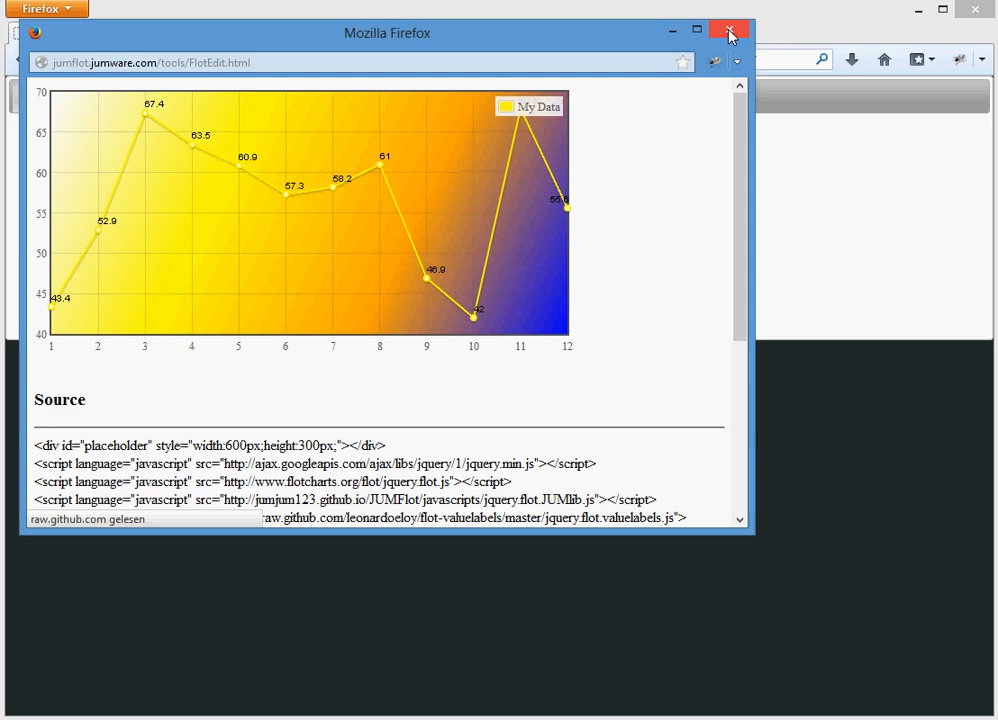 Firefox
Mozilla Firefox
jumflot.jumware.com/tools/FlotEdit.html
70
65
60
55
50
45
40
67.4
63.5
60.9
57.3
58.2
61
52.9
43.4
46.9
42
My Data
1 2 3 4 5 6 7 8 9 10 11 12
Source
<div id="placeholder" style="width:600px;height:300px;"></div>
<script language="javascript" src="http://ajax.googleapis.com/ajax/libs/jquery/1/jquery.min.js"></script>
<script language="javascript" src="http://www.flotcharts.org/flot/jquery.flot.js"></script>
<script language="javascript" src="http://jumjum123.github.io/JUMFlot/javascripts/jquery.flot.JUMlib.js"></script>
raw.github.com/leonardoeloy/flot-valuelabels/master/jquery.flot.valuelabels.js">
raw.github.com gelesen